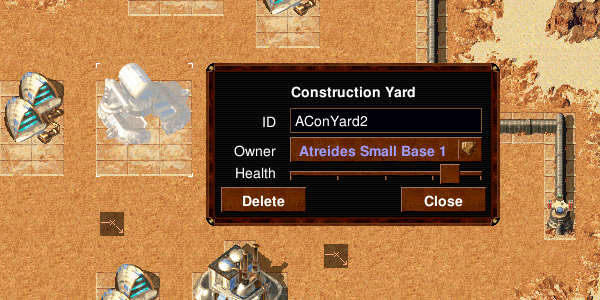 Construction Yard
ID AConYard2
Owner Atreides Small Base 1
Health
Delete Close